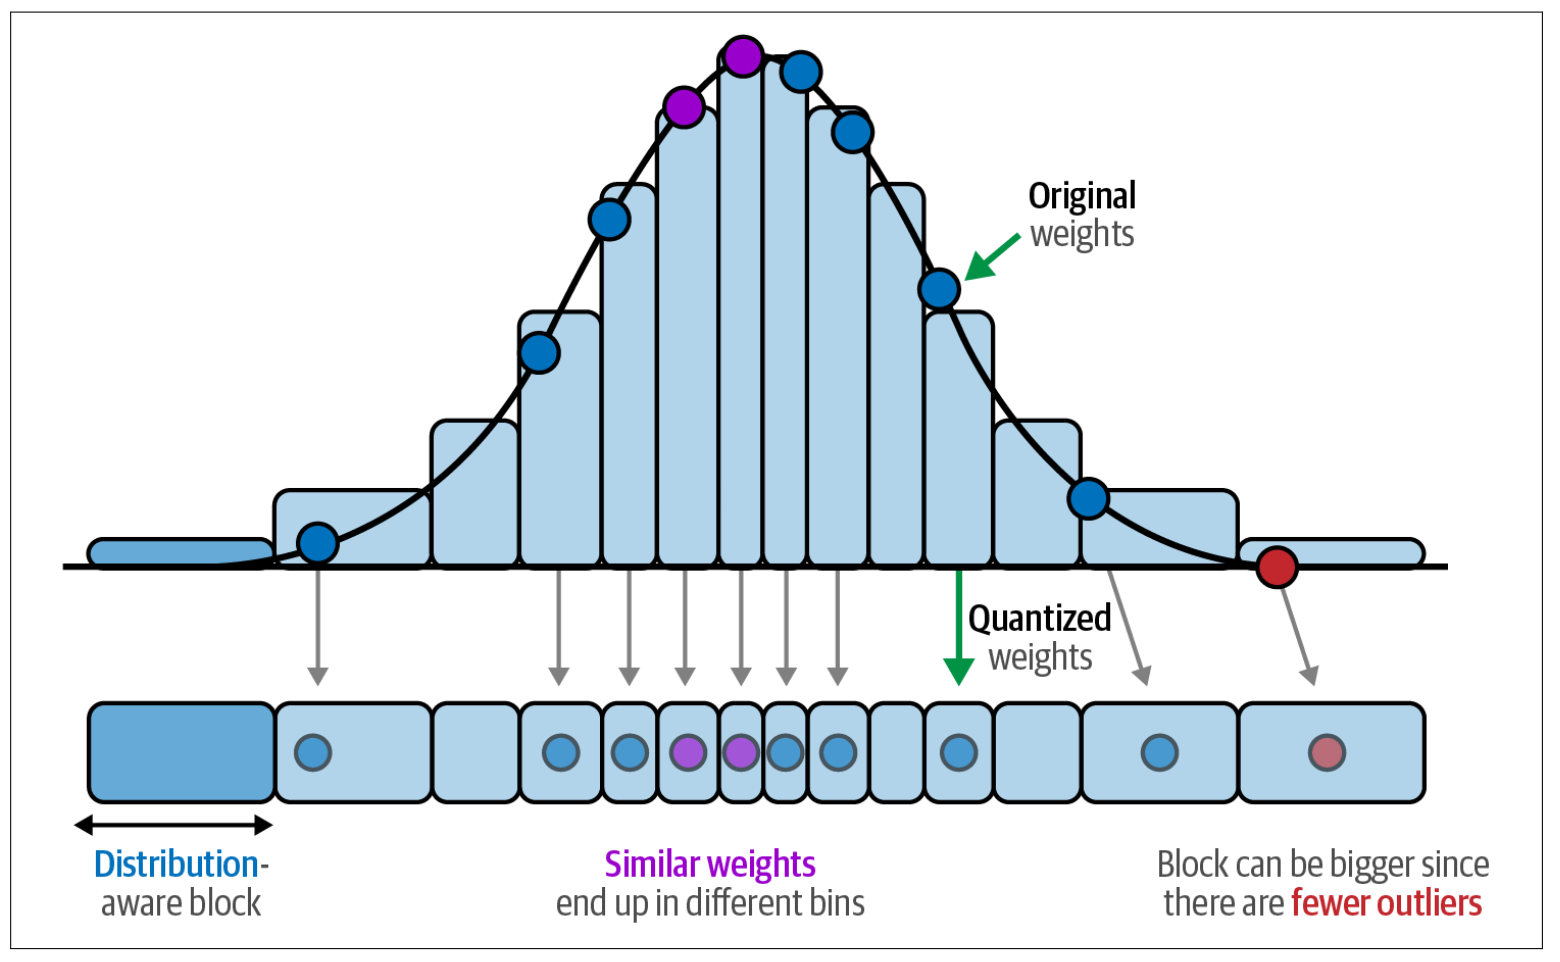 Original
weights
Quantized
weights
Distribution-
aware block
Similar weights
end up in different bins
Block can be bigger since
there are fewer outliers